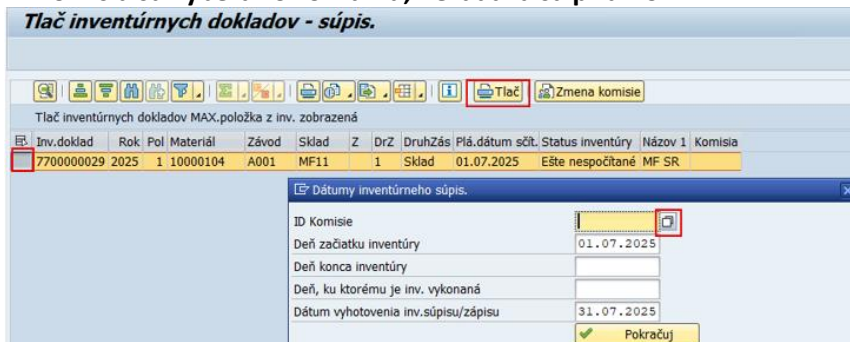 Tlač inventúrnych dokladov - súpis.
Tlač
Zmena komisie
Tlač inventúrnych dokladov MAX.položka z inv. zobrazená
Inv.doklad Rok Pol Materiál Závod Sklad Z DrZ DruhZás Plá.dátum sčít. Status inventúry Názov 1 Komisia
7700000029 2025 1 10000104 A001 MF11 1 Sklad 01.07.2025 Ešte nespočítané MF SR
Dátumy inventúrneho súpis.
ID Komisie
Deň začiatku inventúry 01.07.2025
Deň konca inventúry
Deň, ku ktorému je inv. vykonaná
Dátum vyhotovenia inv.súpisu/zápisu 31.07.2025
Pokračuj